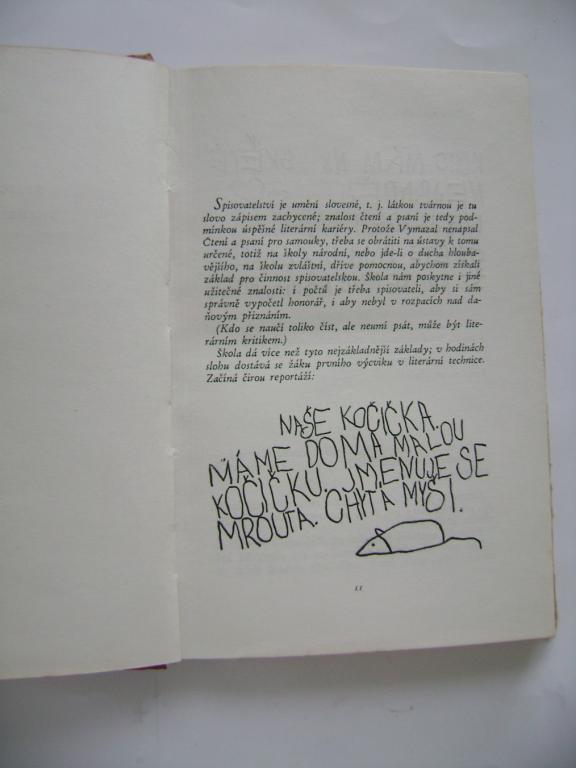 Spisovatelství je umění slovesné, t. j. látkou tvárnou je tu
slovo zápisem zachycené; znalost čtení a psaní je tedy pod-
mínkou úspěšné literární kariéry. Protože Vymazal nenapsal
Čtení a psaní pro samouky, třeba se obrátiti na ústavy k tomu
určené, totiž na školy národní, nebo jde-li o ducha hlouba-
vějšího, na školu zvláštní, dříve pomocnou, abychom získali
základ pro činnost spisovatelskou. Škola nám poskytne i jiné
užitečné znalosti: i počtů je třeba spisovateli, aby si sám
správně vypočetl honorář, i aby nebyl v rozpacích nad da-
ňovým přiznáním.
(Kdo se naučí toliko číst, ale neumí psát, může být lite-
rárním kritikem.)
Škola dá více než tyto nejzákladnější základy; v hodinách
slohu dostává se žáku prvního výcviku v literární technice.
Začíná čirou reportáží:
NAŠE KOČIČKA.
MÁME DOMA MALOU
KOČIČKU. JMENUJE SE
MROUTA. CHYTÁ MYŠI.
11